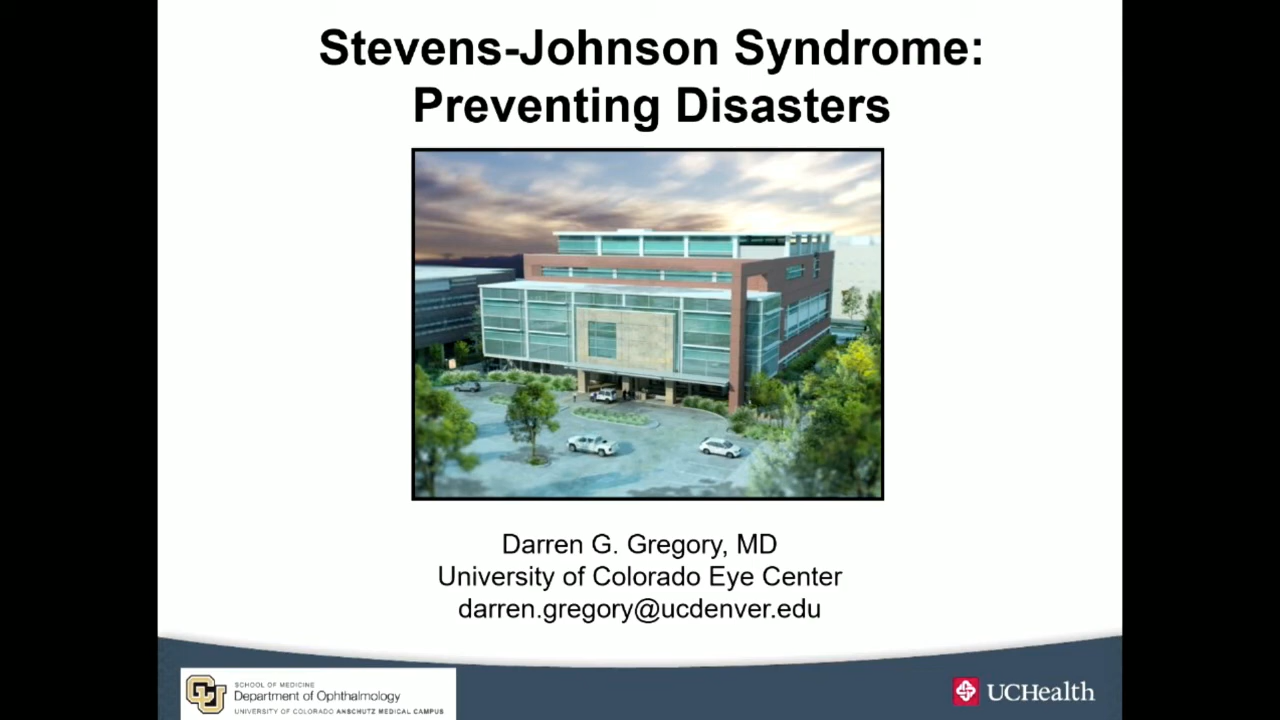 Stevens-Johnson Syndrome:
Preventing Disasters
Darren G. Gregory, MD
University of Colorado Eye Center
darren.gregory@ucdenver.edu
SCHOOL OF MEDICINE
Department of Ophthalmology
UNIVERSITY OF COLORADO ANSCHUTZ MEDICAL CAMPUS
UCHealth